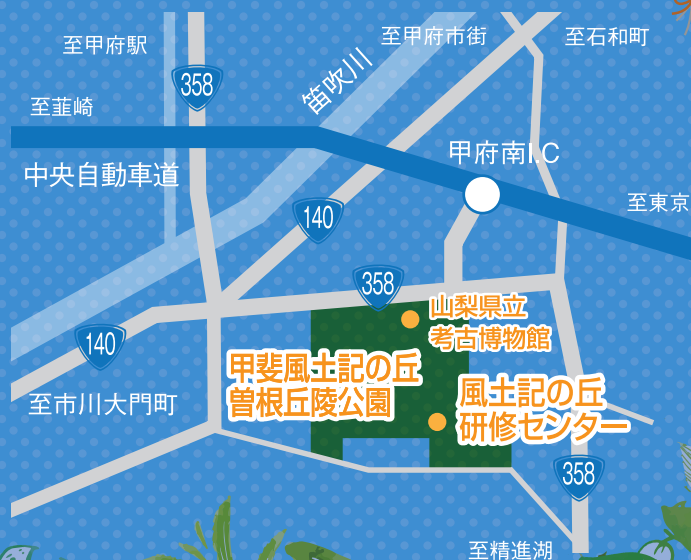 至甲府駅
至甲府市街
至石和町
358
笛吹川
至韮崎
中央自動車道
甲府南I.C
至東京
140
358
山梨県立
考古博物館
140
甲斐風土記の丘
曽根丘陵公園
風土記の丘
研修センター
至市川大門町
358
至精進湖